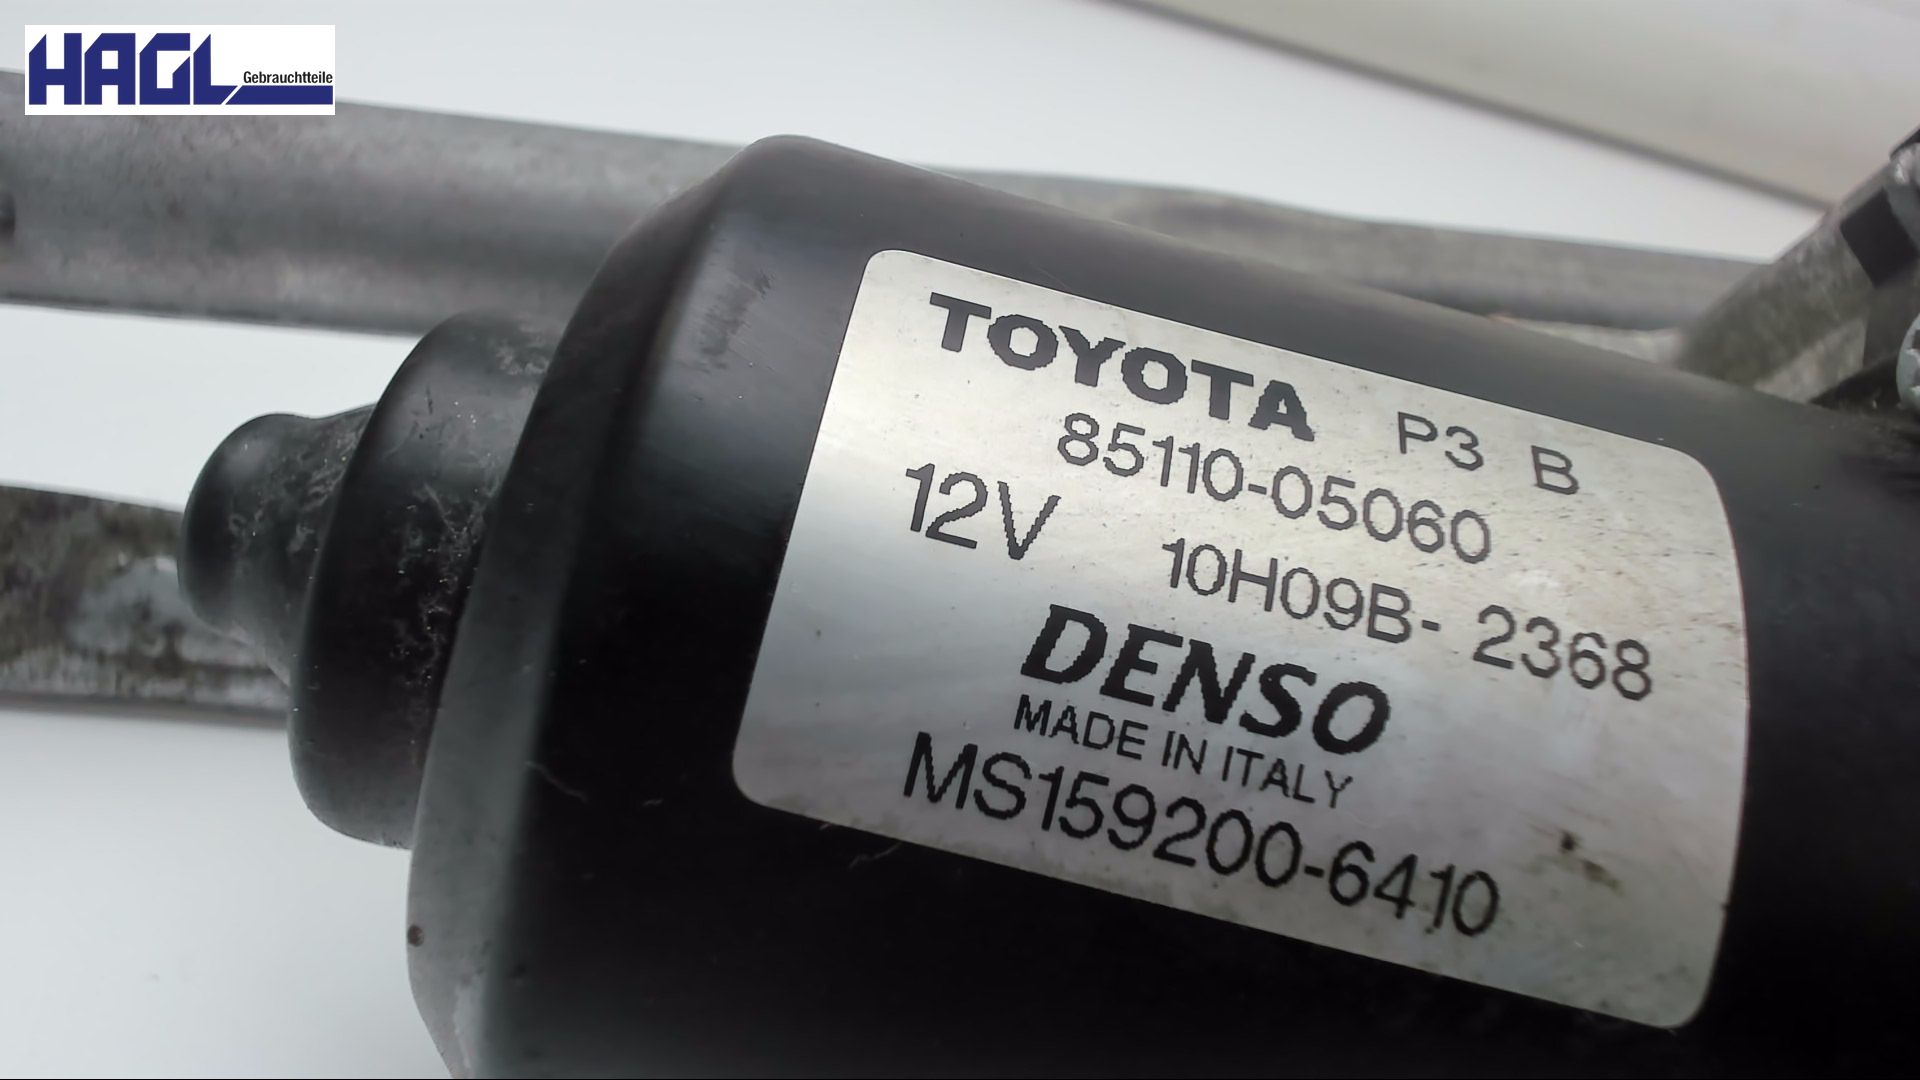 HAGL
Gebrauchtteile
TOYOTA P3 B
85110-05060
12V 10H09B- 2368
DENSO
MADE IN ITALY
MS159200-6410